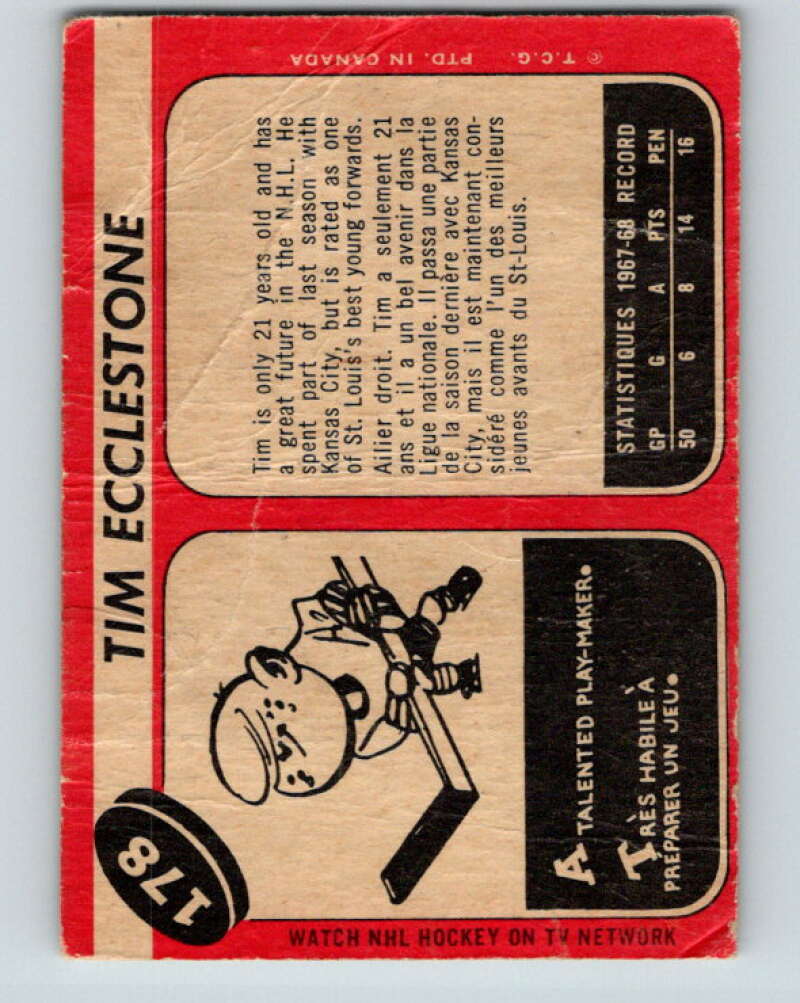 TIM ECCLESTONE
178
Tim is only 21 years old and has
a great future in the N.H.L. He
spent part of last season with
Kansas City, but is rated as one
of St. Louis's best young forwards.
Ailier droit. Tim a seulement 21
ans et il a un bel avenir dans la
Ligue nationale. Il passa une partie
de la saison dernière avec Kansas
City, mais il est maintenant con-
sidéré comme l'un des meilleurs
jeunes avants du St-Louis.
STATISTIQUES 1967-68 RECORD
GP G A PTS PEN
50 6 8 14 16
A TALENTED PLAY-MAKER.
TRÈS HABILE À
PRÉPARER UN JEU.
WATCH NHL HOCKEY ON TV NETWORK
© T.C.G. PTD. IN CANADA